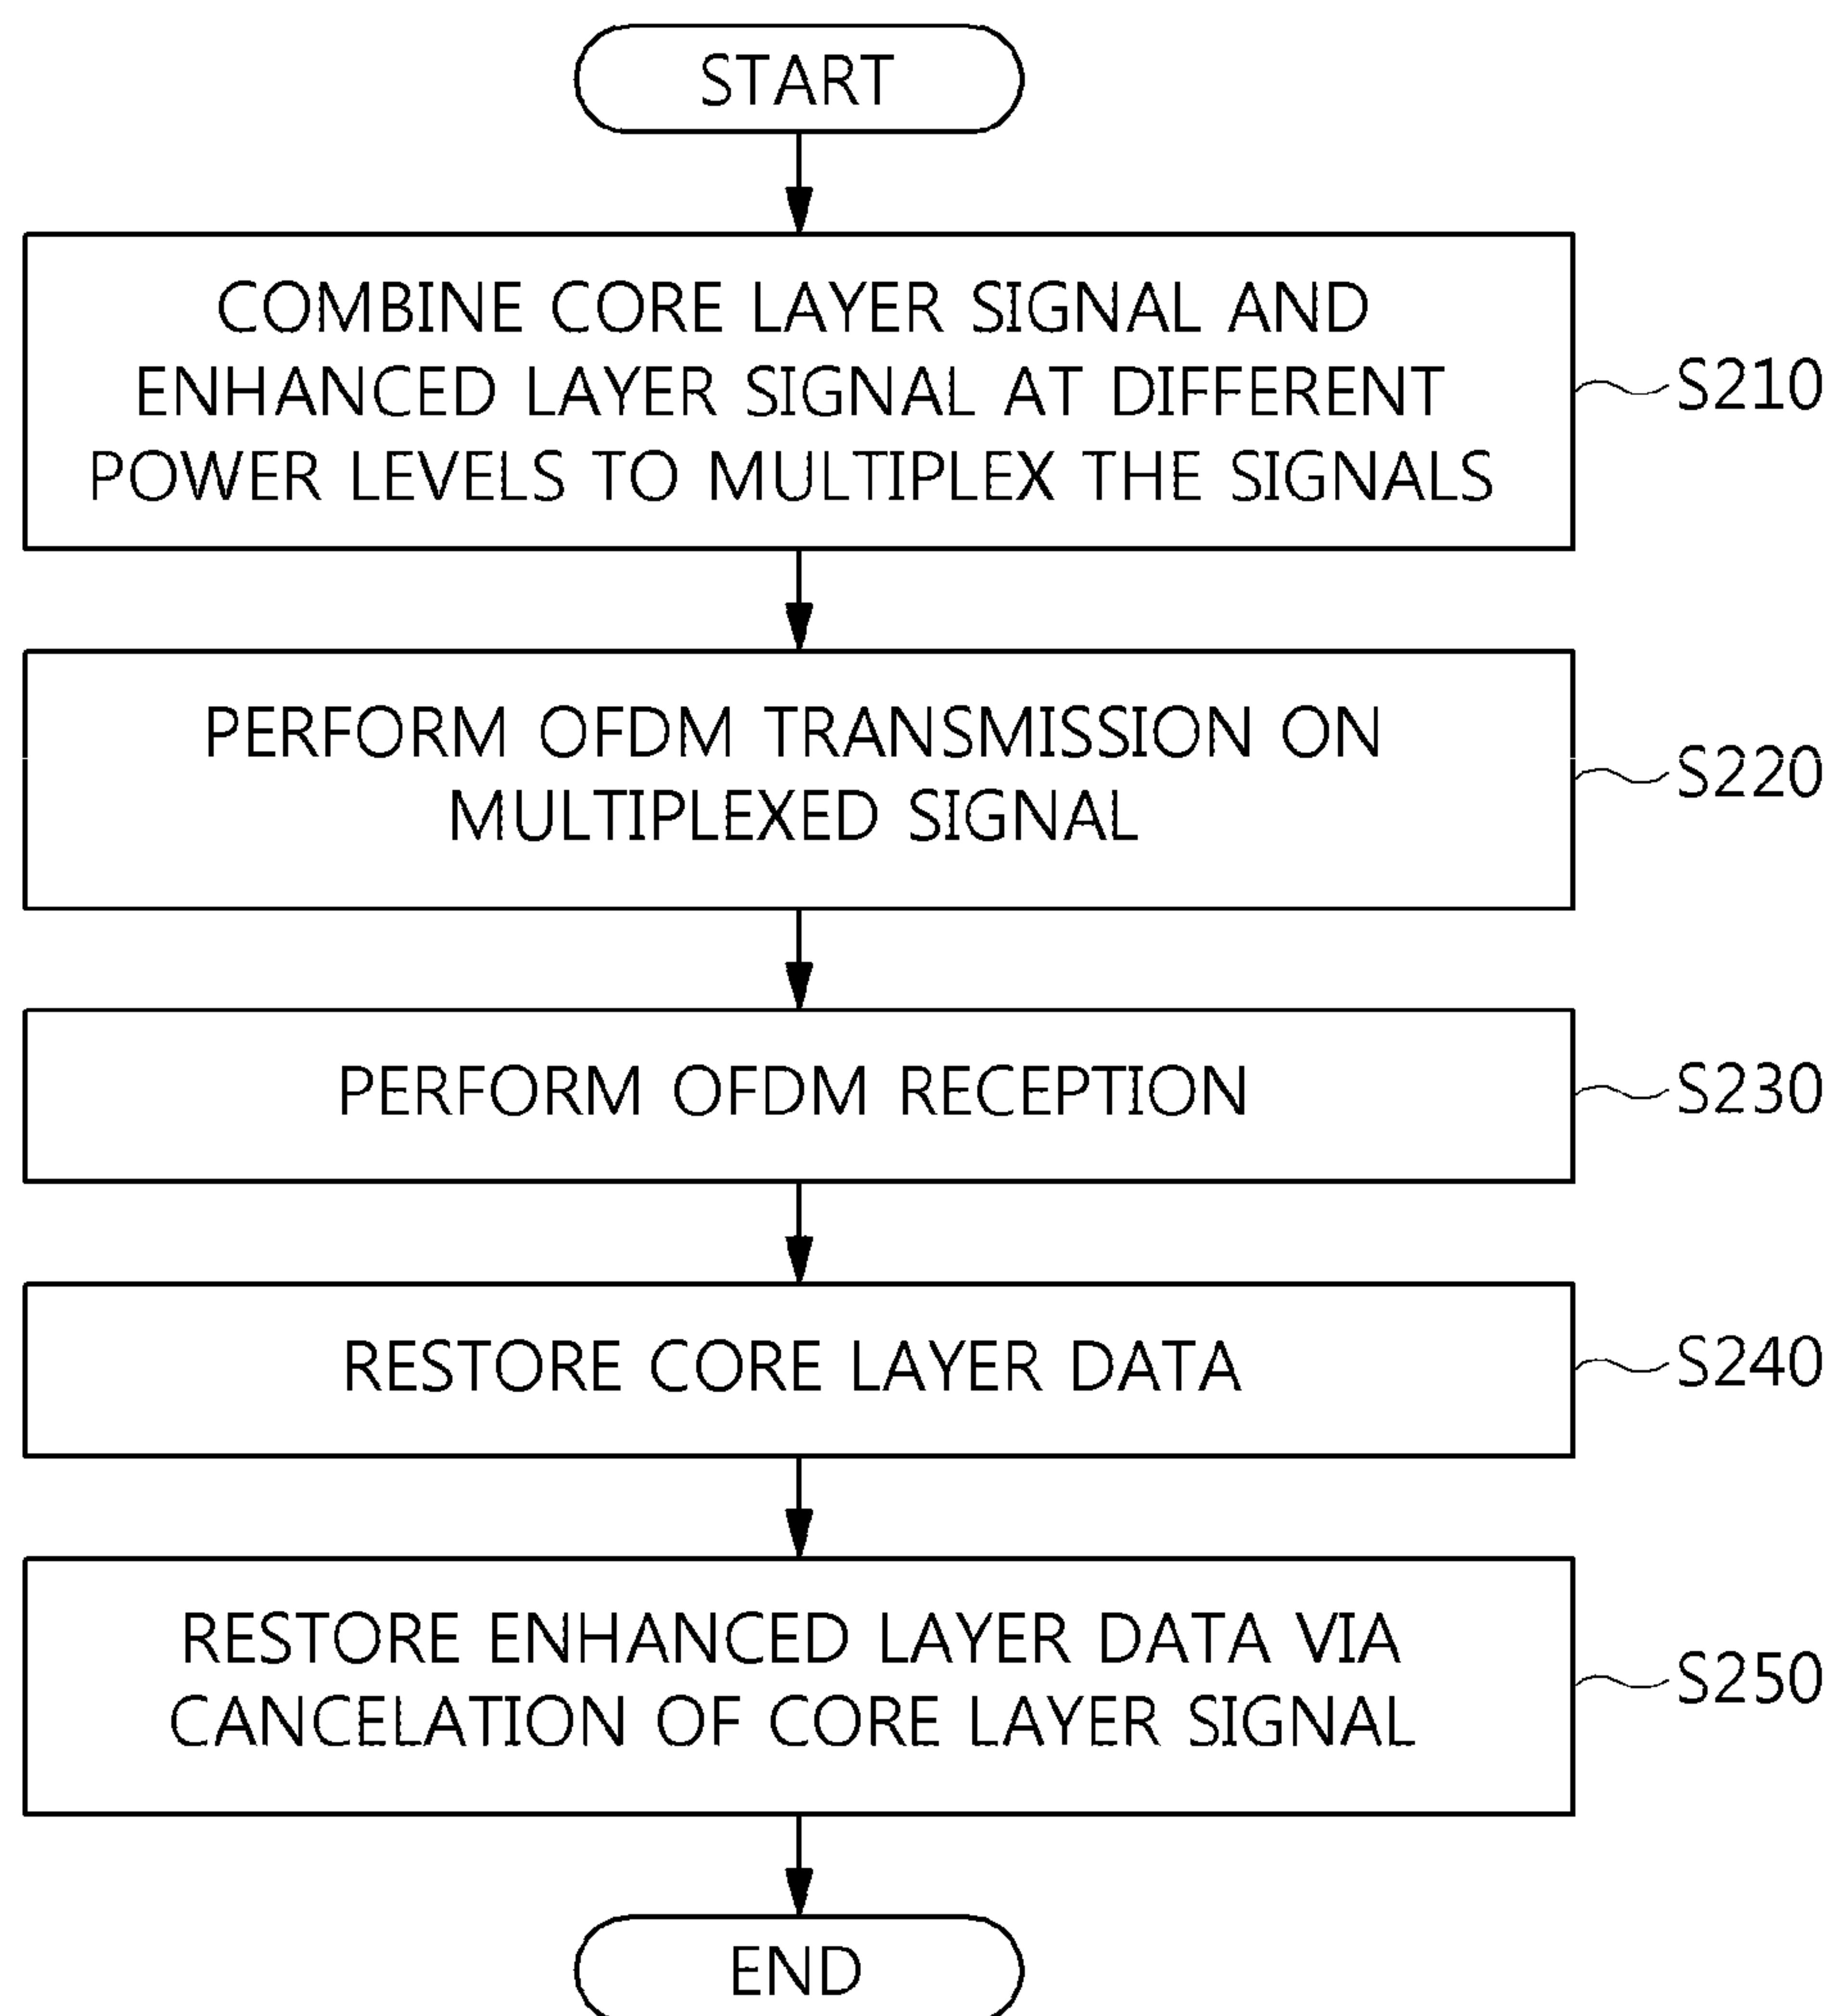 START
COMBINE CORE LAYER SIGNAL AND
ENHANCED LAYER SIGNAL AT DIFFERENT
POWER LEVELS TO MULTIPLEX THE SIGNALS
S210
PERFORM OFDM TRANSMISSION ON
MULTIPLEXED SIGNAL
S220
PERFORM OFDM RECEPTION
S230
RESTORE CORE LAYER DATA
S240
RESTORE ENHANCED LAYER DATA VIA
CANCELATION OF CORE LAYER SIGNAL
S250
END